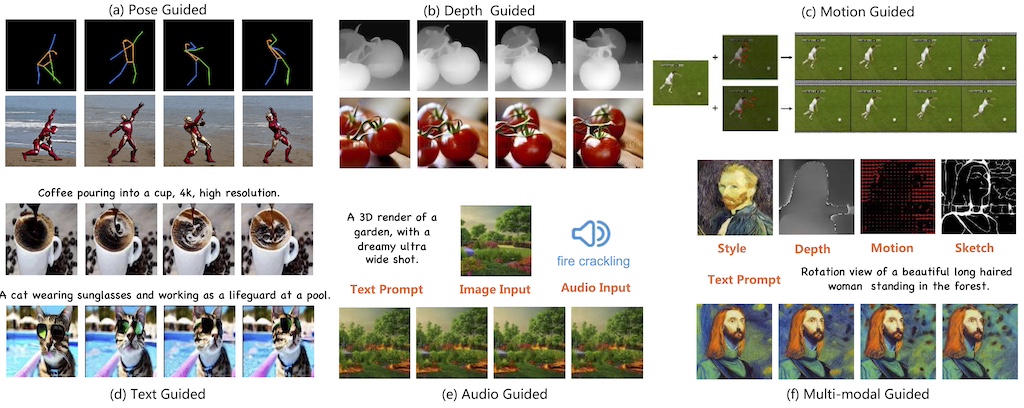 (a) Pose Guided
(b) Depth Guided
(c) Motion Guided
+
+
Coffee pouring into a cup, 4k, high resolution.
A cat wearing sunglasses and working as a lifeguard at a pool.
(d) Text Guided
A 3D render of a
garden, with a
dreamy ultra
wide shot.
fire crackling
Text Prompt
Image Input
Audio Input
(e) Audio Guided
Style
Depth
Motion
Sketch
Text Prompt
Rotation view of a beautiful long haired
woman standing in the forest.
(f) Multi-modal Guided